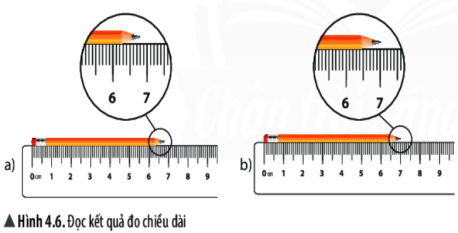 6 7
6 7
a) 0 cm 1 2 3 4 5 6 7 8 9
b) 0 cm 1 2 3 4 5 6 7 8 9
▲ Hình 4.6. Đọc kết quả đo chiều dài